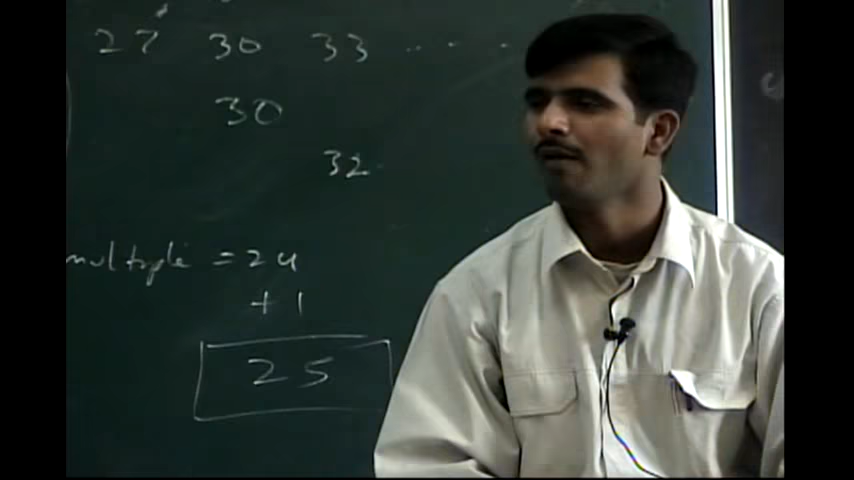 27 30 33 ....
30
32
multiple = 24
+ 1
25